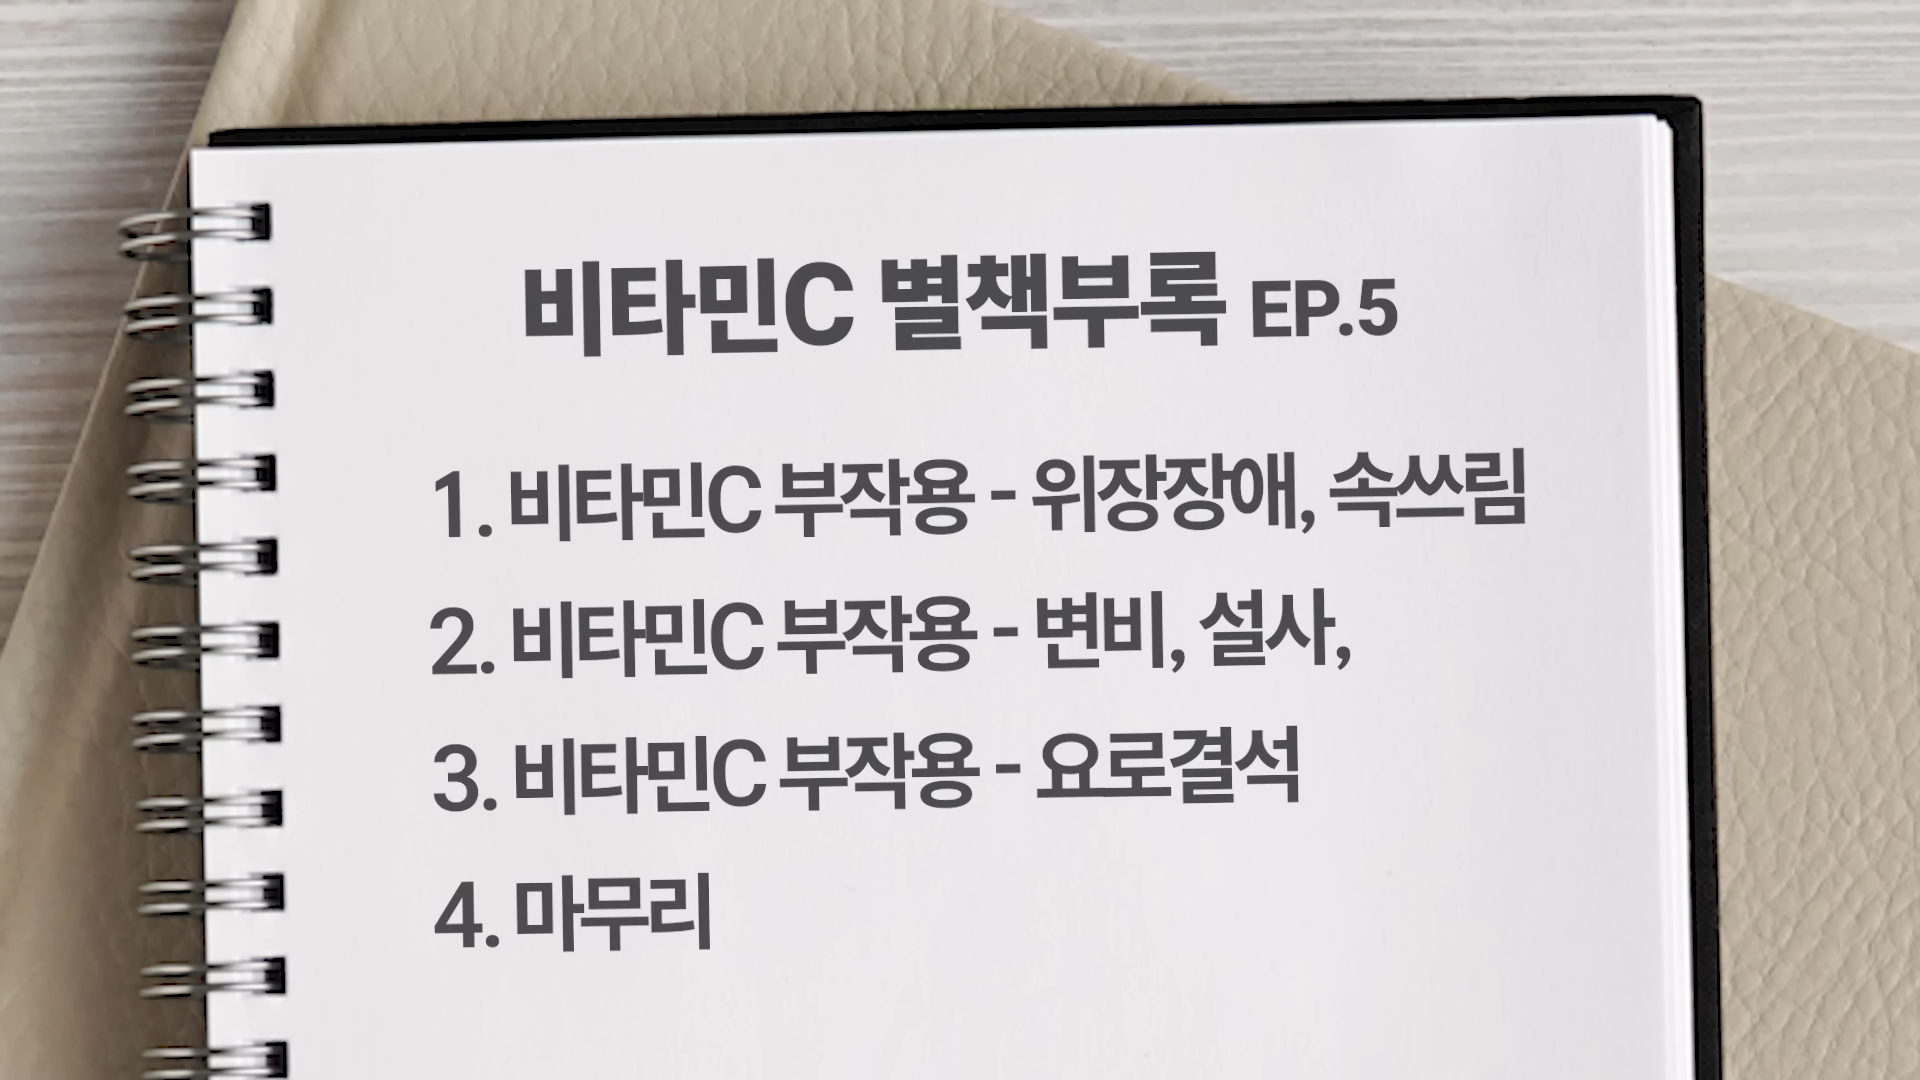 비타민C 별책부록 EP.5
1. 비타민C 부작용 - 위장장애, 속쓰림
2. 비타민C 부작용 - 변비, 설사,
3. 비타민C 부작용 - 요로결석
4. 마무리